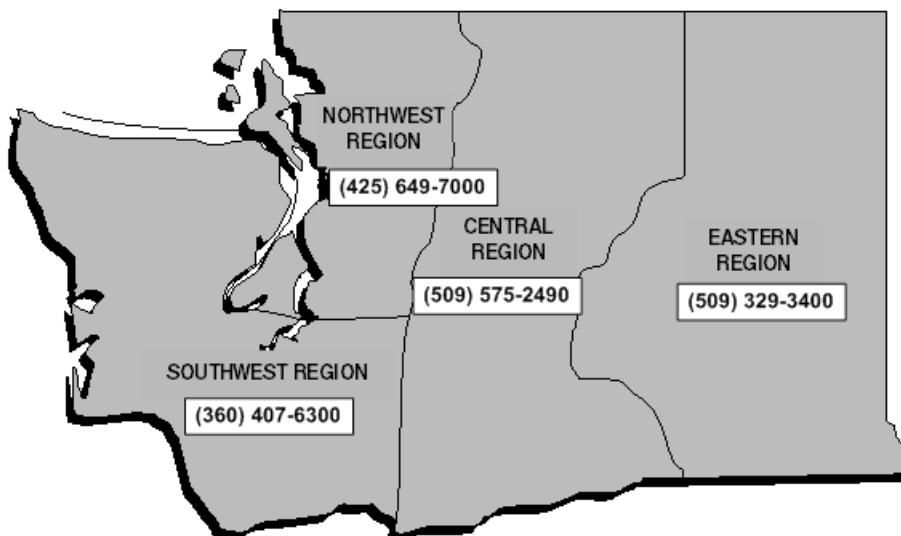 NORTHWEST
REGION
(425) 649-7000
CENTRAL
REGION
(509) 575-2490
EASTERN
REGION
(509) 329-3400
SOUTHWEST REGION
(360) 407-6300